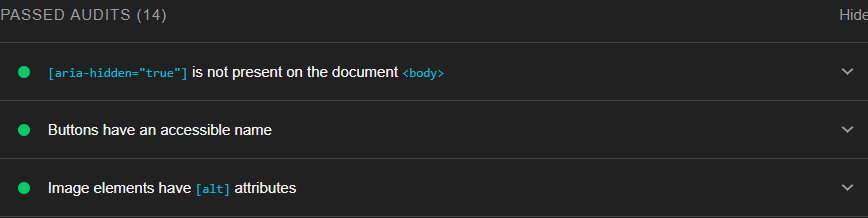 PASSED AUDITS (14)
Hide
[aria-hidden="true"] is not present on the document <body>
Buttons have an accessible name
Image elements have [alt] attributes